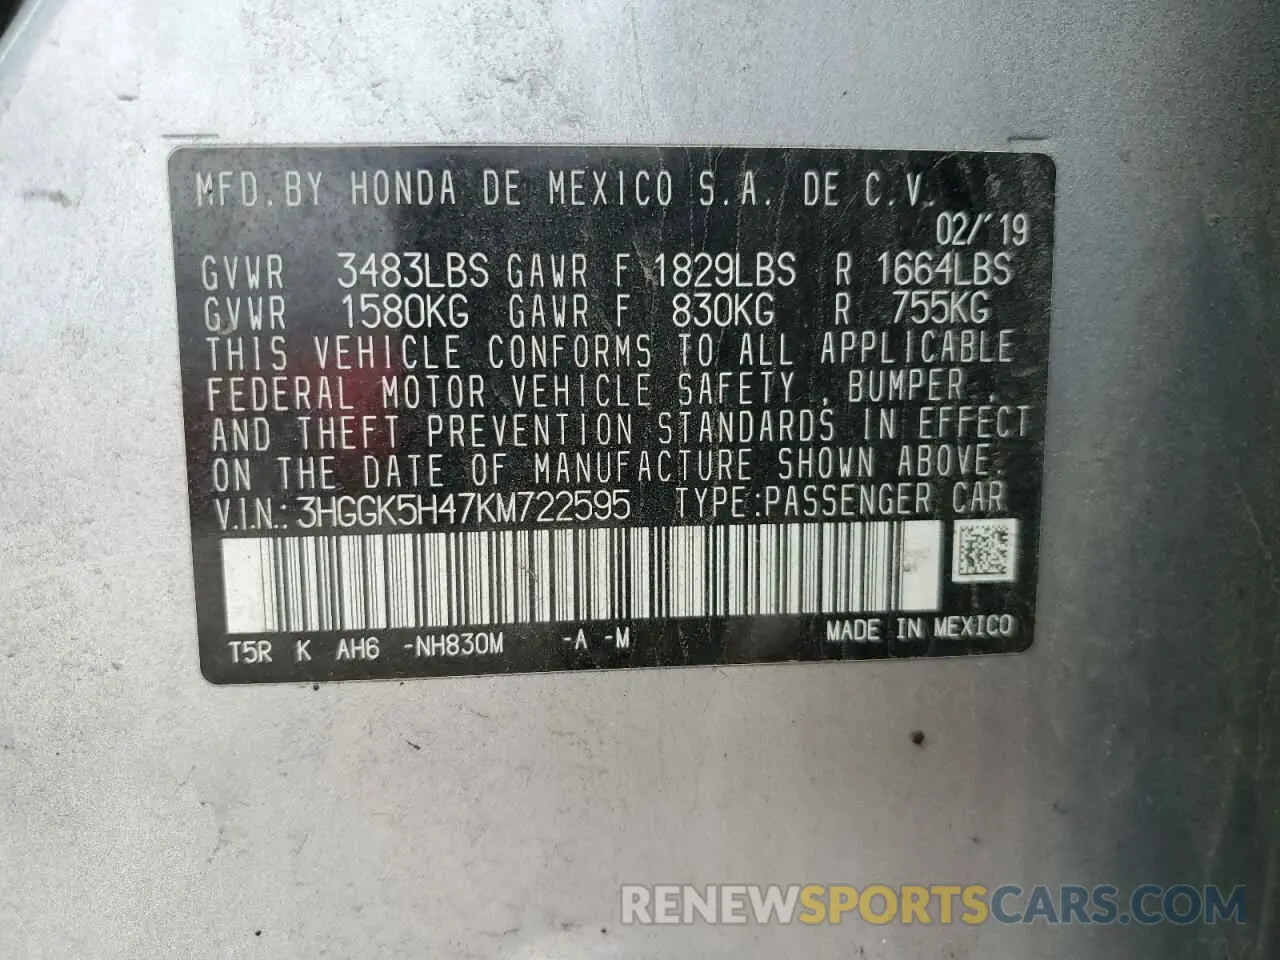 MFD. BY HONDA DE MEXICO S.A. DE C.V.
02/'19
GVWR 3483LBS GAWR F 1829LBS R 1664LBS
GVWR 1580KG GAWR F 830KG R 755KG
THIS VEHICLE CONFORMS TO ALL APPLICABLE
FEDERAL MOTOR VEHICLE SAFETY , BUMPER ,
AND THEFT PREVENTION STANDARDS IN EFFECT
ON THE DATE OF MANUFACTURE SHOWN ABOVE.
V.I.N.: 3HGGK5H47KM722595 TYPE:PASSENGER CAR
T5R K AH6 -NH830M -A -M MADE IN MEXICO
RENEWSPORTSCARS.COM